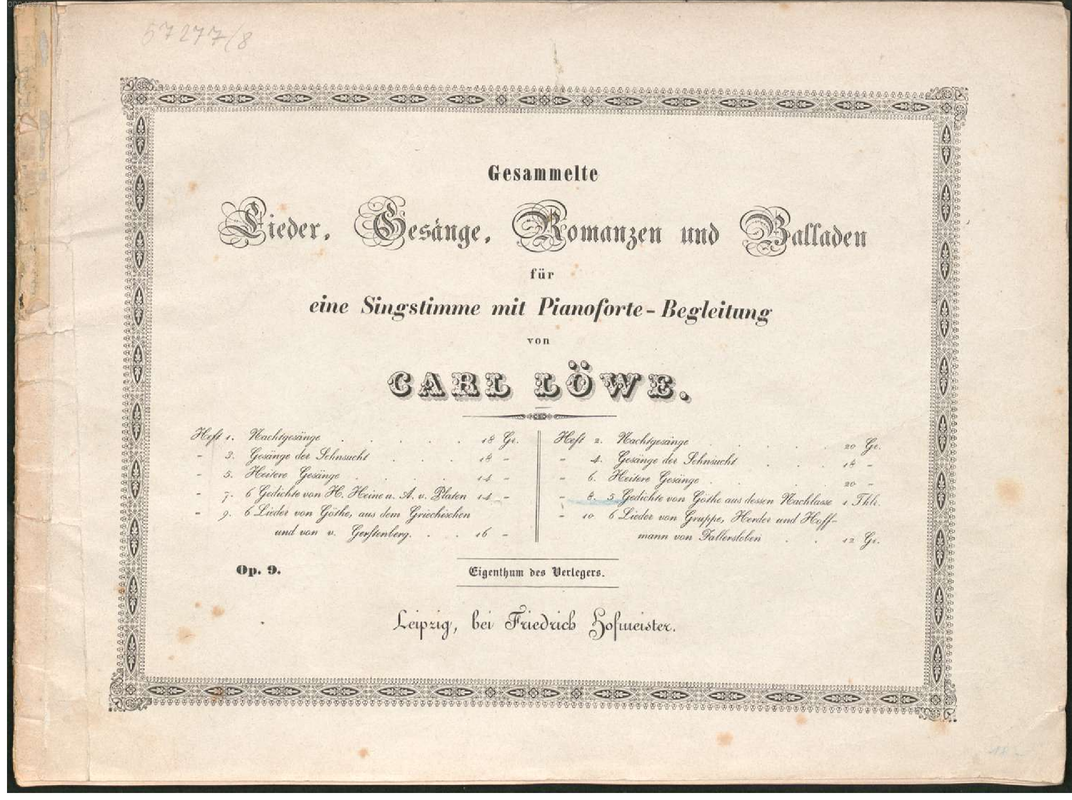 57277/8
Gesammelte
Lieder, Gesänge, Romanzen und Balladen
für
eine Singstimme mit Pianoforte-Begleitung
von
CARL LÖWE.
Heft 1. Nachtgesänge . . . . . 18 Gr.
- 3. Gesänge der Sehnsucht . . . . 18 -
- 5. Heitere Gesänge . . . . . 14 -
- 7. 6 Gedichte von H. Heine u. A. v. Platen 14 -
- 9. 6 Lieder von Göthe, aus dem Griechischen
und von v. Gerstenberg. . . . 16 -
Heft 2. Nachtgesänge . . . . . 20 Gr.
- 4. Gesänge der Sehnsucht . . . 18 -
- 6. Heitere Gesänge . . . . 20 -
- 8. 5 Gedichte von Göthe aus dessen Nachlasse 1 Thlr.
- 10. 6 Lieder von Gruppe, Herder und Hoff-
mann von Fallersleben . . . 12 Gr.
Op. 9.
Eigenthum des Verlegers.
Leipzig, bei Friedrich Hofmeister.